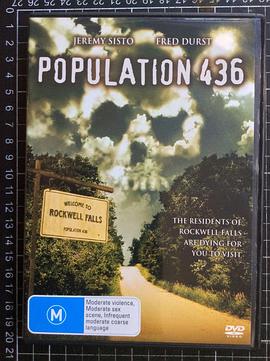 JEREMY SISTO FRED DURST
POPULATION 436
WELCOME TO
ROCKWELL FALLS
POPULATION 436
THE RESIDENTS OF
ROCKWELL FALLS
ARE DYING FOR
YOU TO VISIT.
M
Moderate violence,
Moderate sex
scene, Infrequent
moderate coarse
language
DVD
VIDEO